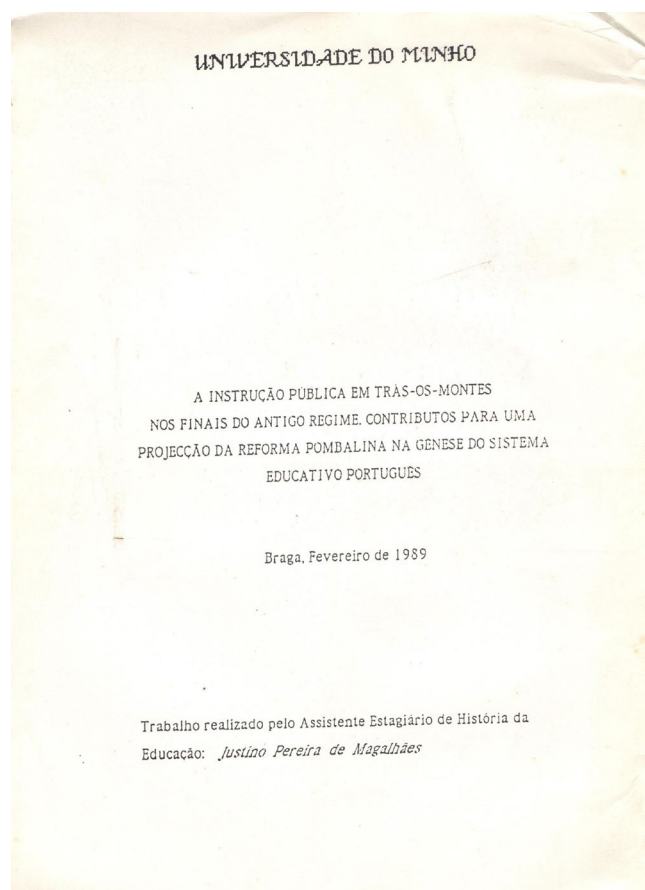 UNIVERSIDADE DO MINHO
A INSTRUÇÃO PÚBLICA EM TRÁS-OS-MONTES
NOS FINAIS DO ANTIGO REGIME. CONTRIBUTOS PARA UMA
PROJECÇÃO DA REFORMA POMBALINA NA GÉNESE DO SISTEMA
EDUCATIVO PORTUGUÊS
Braga, Fevereiro de 1989
Trabalho realizado pelo Assistente Estagiário de História da
Educação: Justino Pereira de Magalhães